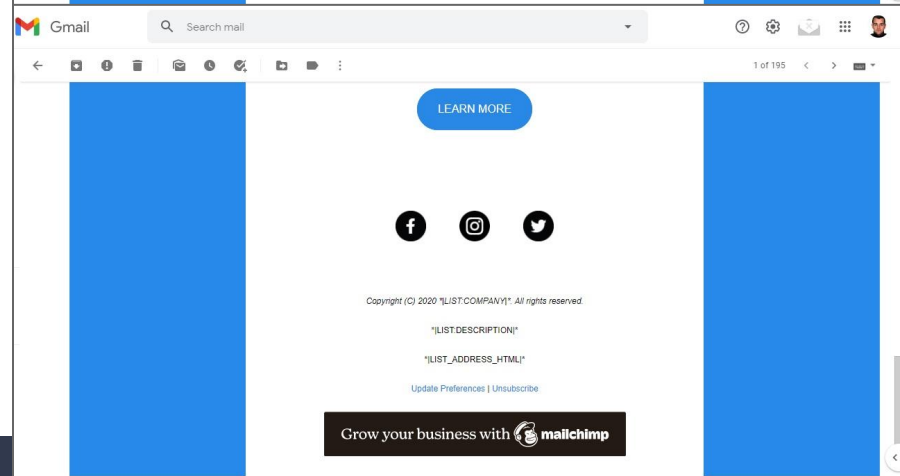 Gmail
Search mail
1 of 195
LEARN MORE
Copyright (C) 2020 *|LIST:COMPANY|*. All rights reserved.
*|LIST:DESCRIPTION|*
*|LIST_ADDRESS_HTML|*
Update Preferences | Unsubscribe
Grow your business with mailchimp